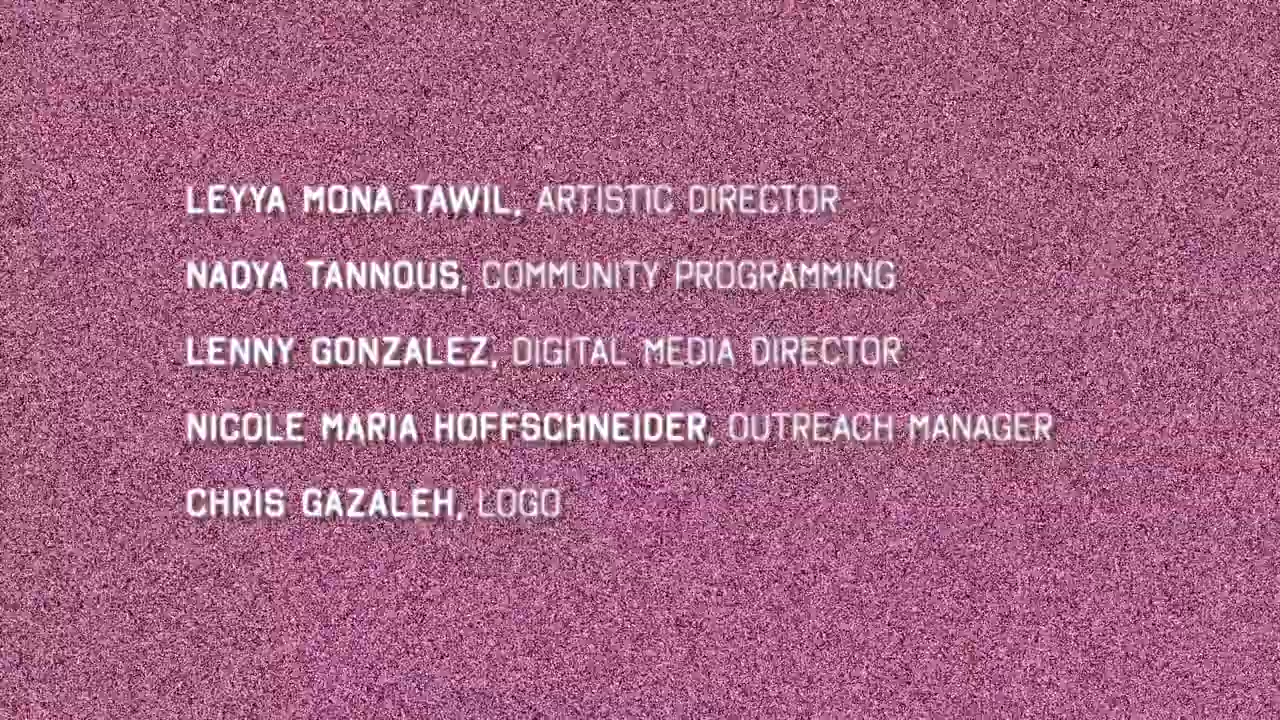 LEYYA MONA TAWIL, ARTISTIC DIRECTOR
NADYA TANNOUS, COMMUNITY PROGRAMMING
LENNY GONZALEZ, DIGITAL MEDIA DIRECTOR
NICOLE MARIA HOFFSCHNEIDER, OUTREACH MANAGER
CHRIS GAZALEH, LOGO